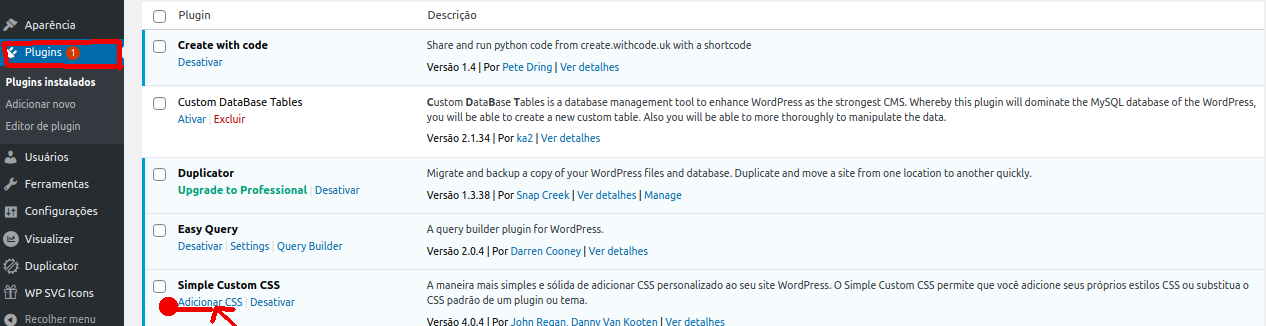 Aparência
Plugins 1
Plugins instalados
Adicionar novo
Editor de plugin
Usuários
Ferramentas
Configurações
Visualizer
Duplicator
WP SVG Icons
Recolher menu
Plugin
Descrição
Create with code
Desativar
Share and run python code from create.withcode.uk with a shortcode
Versão 1.4 | Por Pete Dring | Ver detalhes
Custom DataBase Tables
Ativar | Excluir
Custom DataBase Tables is a database management tool to enhance WordPress as the strongest CMS. Whereby this plugin will dominate the MySQL database of the WordPress,
you will be able to create a new custom table. Also you will be able to more thoroughly to manipulate the data.
Versão 2.1.34 | Por ka2 | Ver detalhes
Duplicator
Upgrade to Professional | Desativar
Migrate and backup a copy of your WordPress files and database. Duplicate and move a site from one location to another quickly.
Versão 1.3.38 | Por Snap Creek | Ver detalhes | Manage
Easy Query
Desativar | Settings | Query Builder
A query builder plugin for WordPress.
Versão 2.0.4 | Por Darren Cooney | Ver detalhes
Simple Custom CSS
Adicionar CSS | Desativar
A maneira mais simples e sólida de adicionar CSS personalizado ao seu site WordPress. O Simple Custom CSS permite que você adicione seus próprios estilos CSS ou substitua o
CSS padrão de um plugin ou tema.
Versão 4.0.4 | Por John Regan, Danny Van Kooten | Ver detalhes